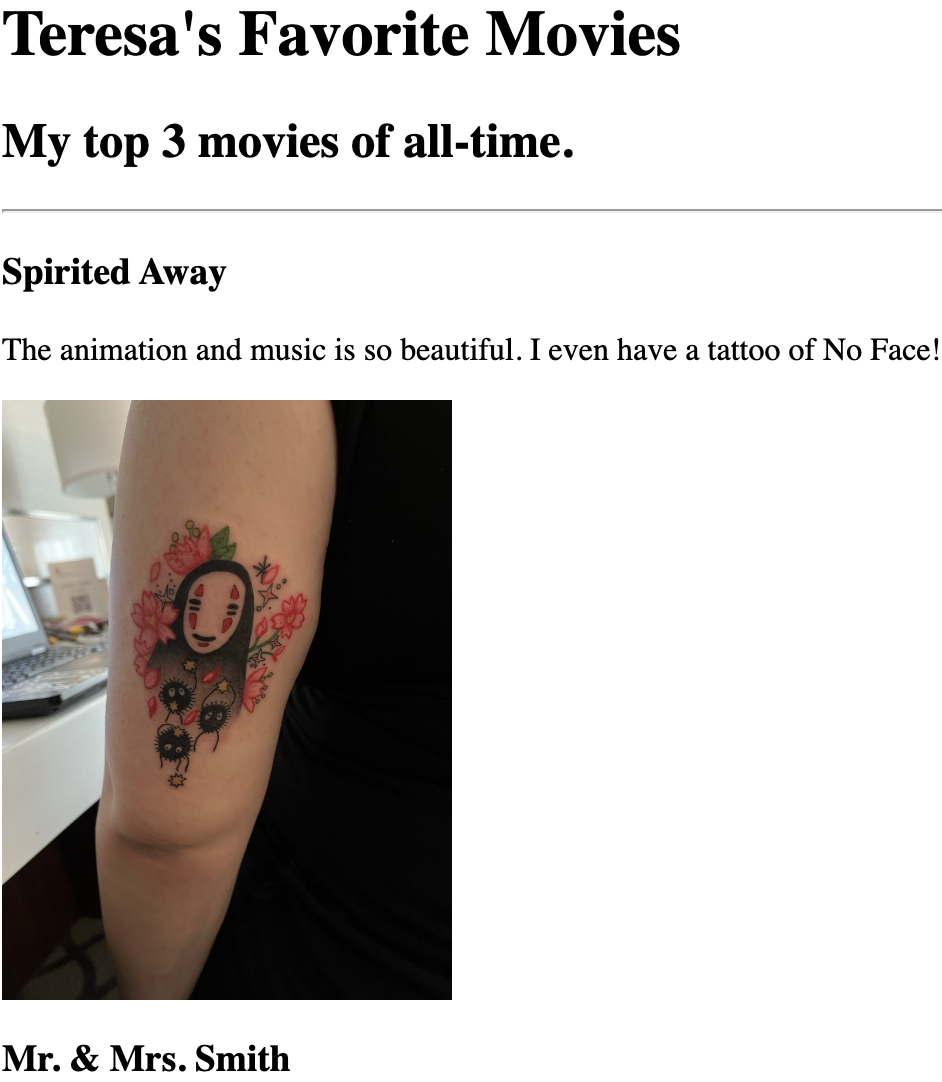 Teresa's Favorite Movies
My top 3 movies of all-time.
Spirited Away
The animation and music is so beautiful. I even have a tattoo of No Face!
Mr. & Mrs. Smith